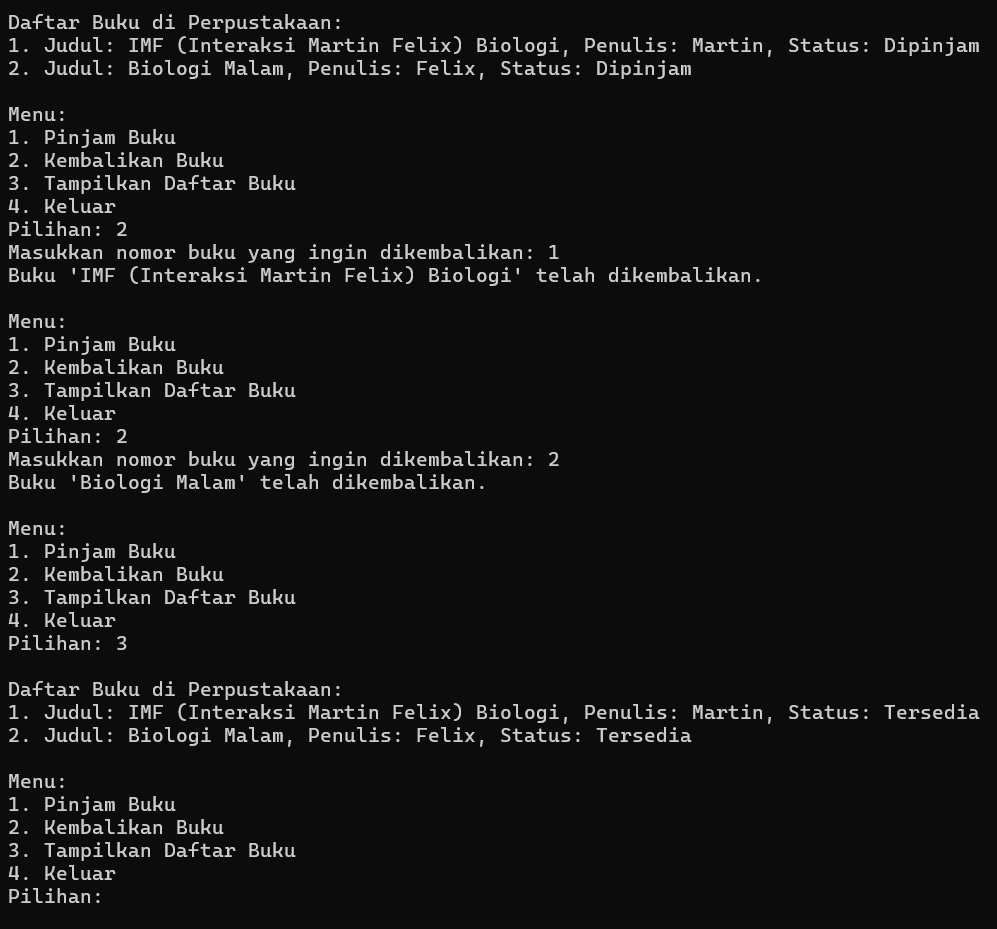 Daftar Buku di Perpustakaan:
1. Judul: IMF (Interaksi Martin Felix) Biologi, Penulis: Martin, Status: Dipinjam
2. Judul: Biologi Malam, Penulis: Felix, Status: Dipinjam

Menu:
1. Pinjam Buku
2. Kembalikan Buku
3. Tampilkan Daftar Buku
4. Keluar
Pilihan: 2
Masukkan nomor buku yang ingin dikembalikan: 1
Buku 'IMF (Interaksi Martin Felix) Biologi' telah dikembalikan.

Menu:
1. Pinjam Buku
2. Kembalikan Buku
3. Tampilkan Daftar Buku
4. Keluar
Pilihan: 2
Masukkan nomor buku yang ingin dikembalikan: 2
Buku 'Biologi Malam' telah dikembalikan.

Menu:
1. Pinjam Buku
2. Kembalikan Buku
3. Tampilkan Daftar Buku
4. Keluar
Pilihan: 3

Daftar Buku di Perpustakaan:
1. Judul: IMF (Interaksi Martin Felix) Biologi, Penulis: Martin, Status: Tersedia
2. Judul: Biologi Malam, Penulis: Felix, Status: Tersedia

Menu:
1. Pinjam Buku
2. Kembalikan Buku
3. Tampilkan Daftar Buku
4. Keluar
Pilihan: